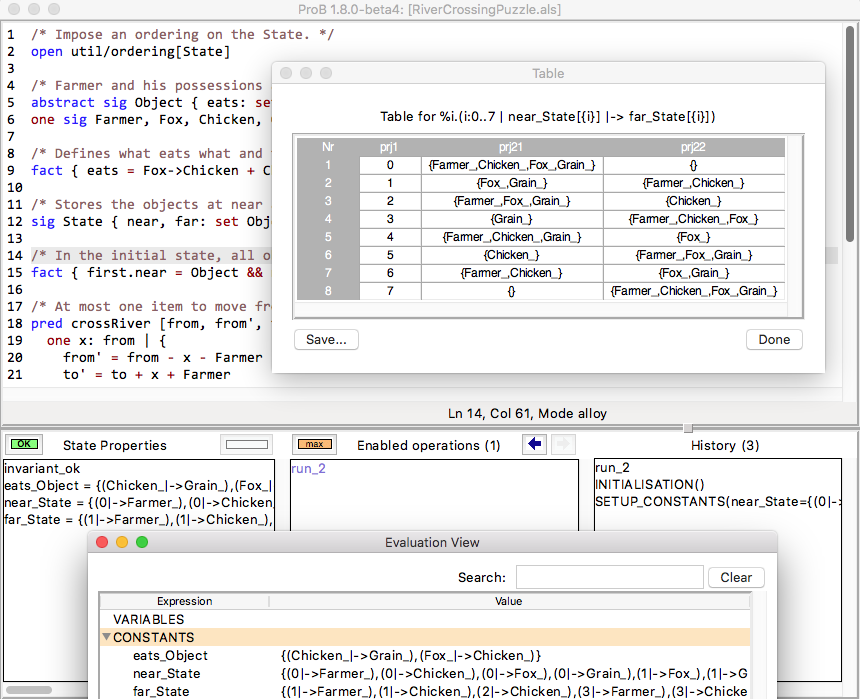 ProB 1.8.0-beta4: [RiverCrossingPuzzle.als]
1 /* Impose an ordering on the State. */
2 open util/ordering[State]
3
4 /* Farmer and his possessions
5 abstract sig Object { eats: se
6 one sig Farmer, Fox, Chicken,
7
8 /* Defines what eats what and
9 fact { eats = Fox->Chicken + C
10
11 /* Stores the objects at near
12 sig State { near, far: set Obj
13
14 /* In the initial state, all o
15 fact { first.near = Object &&
16
17 /* At most one item to move fr
18 pred crossRiver [from, from',
19 one x: from | {
20 from' = from - x - Farmer
21 to' = to + x + Farmer
Table
Table for %i.(i:0..7 | near_State[{i}] |-> far_State[{i}])
Nr prj1 prj21 prj22
1 0 {Farmer_,Chicken_,Fox_,Grain_} {}
2 1 {Fox_,Grain_} {Farmer_,Chicken_}
3 2 {Farmer_,Fox_,Grain_} {Chicken_}
4 3 {Grain_} {Farmer_,Chicken_,Fox_}
5 4 {Farmer_,Chicken_,Grain_} {Fox_}
6 5 {Chicken_} {Farmer_,Fox_,Grain_}
7 6 {Farmer_,Chicken_} {Fox_,Grain_}
8 7 {} {Farmer_,Chicken_,Fox_,Grain_}
Save... Done
Ln 14, Col 61, Mode alloy
OK State Properties
invariant_ok
eats_Object = {(Chicken_|->Grain_),(Fox_|
near_State = {(0|->Farmer_),(0|->Chicken
far_State = {(1|->Farmer_),(1|->Chicken_),
max Enabled operations (1)
run_2
History (3)
run_2
INITIALISATION()
SETUP_CONSTANTS(near_State={(0|-
Evaluation View
Search: Clear
Expression Value
VARIABLES
CONSTANTS
eats_Object {(Chicken_|->Grain_),(Fox_|->Chicken_)}
near_State {(0|->Farmer_),(0|->Chicken_),(0|->Fox_),(0|->Grain_),(1|->Fox_),(1|->G
far_State {(1|->Farmer_),(1|->Chicken_),(2|->Chicken_),(3|->Farmer_),(3|->Chicke